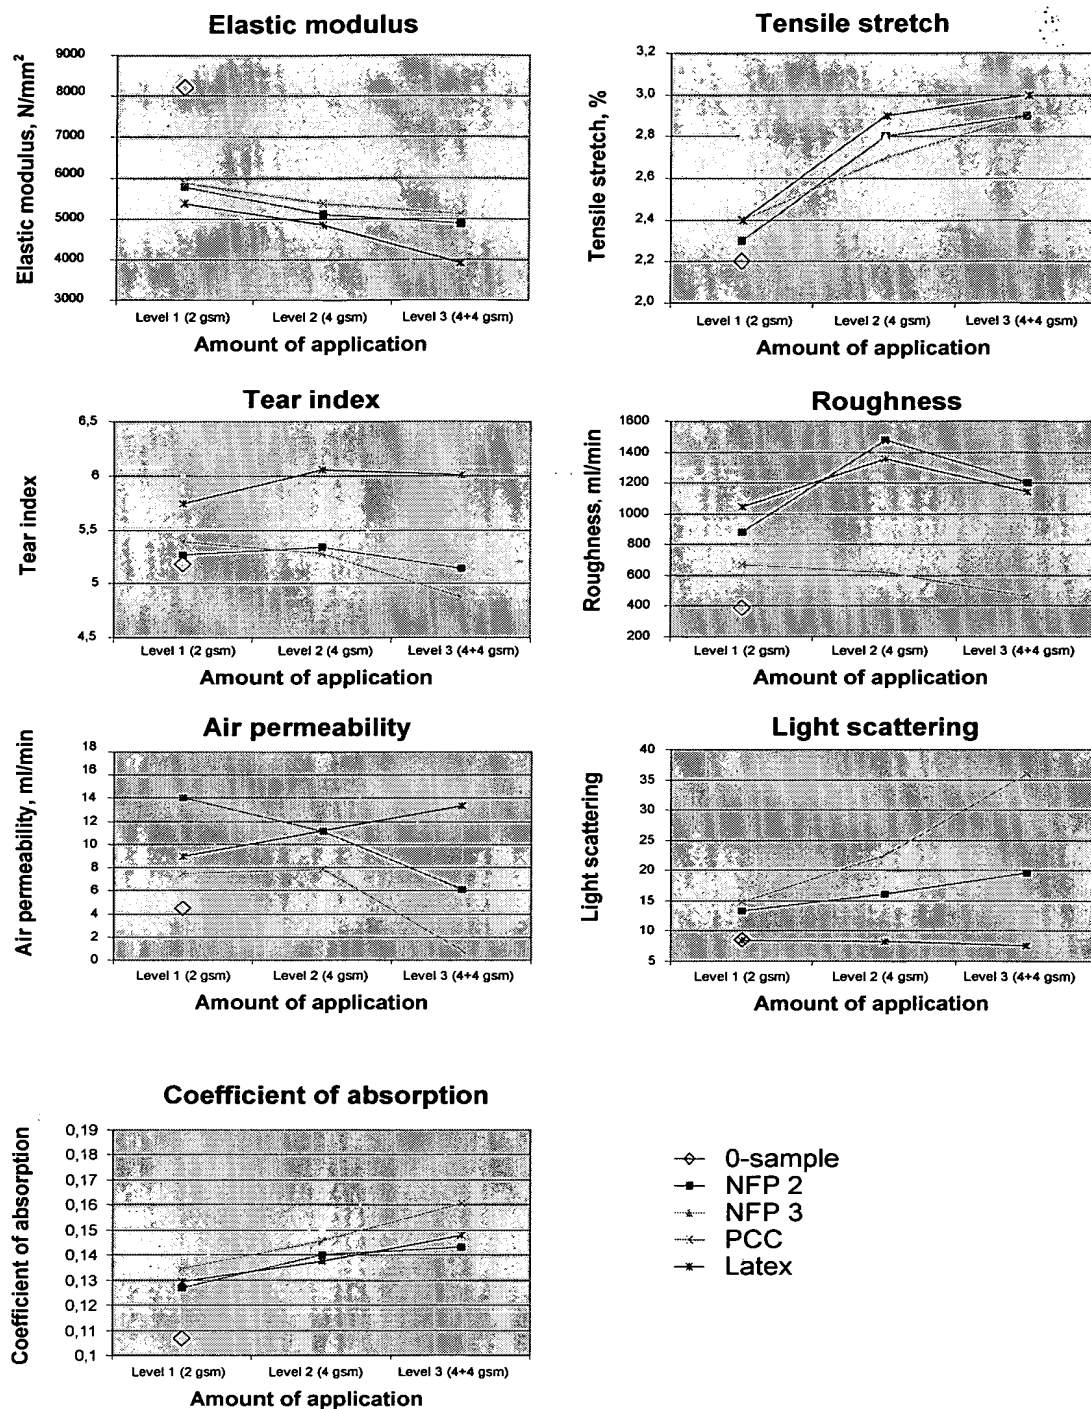 Elastic modulus
Elastic modulus, N/mm²
9000
8000
7000
6000
5000
4000
3000
Level 1 (2 gsm) Level 2 (4 gsm) Level 3 (4+4 gsm)
Amount of application
Tensile stretch
Tensile stretch, %
3,2
3,0
2,8
2,6
2,4
2,2
2,0
Level 1 (2 gsm) Level 2 (4 gsm) Level 3 (4+4 gsm)
Amount of application
Tear index
Tear index
6,5
6
5,5
5
4,5
Level 1 (2 gsm) Level 2 (4 gsm) Level 3 (4+4 gsm)
Amount of application
Roughness
Roughness, ml/min
1600
1400
1200
1000
800
600
400
200
Level 1 (2 gsm) Level 2 (4 gsm) Level 3 (4+4 gsm)
Amount of application
Air permeability
Air permeability, ml/min
18
16
14
12
10
8
6
4
2
0
Level 1 (2 gsm) Level 2 (4 gsm) Level 3 (4+4 gsm)
Amount of application
Light scattering
Light scattering
40
35
30
25
20
15
10
5
Level 1 (2 gsm) Level 2 (4 gsm) Level 3 (4+4 gsm)
Amount of application
Coefficient of absorption
Coefficient of absorption
0,19
0,18
0,17
0,16
0,15
0,14
0,13
0,12
0,11
0,1
Level 1 (2 gsm) Level 2 (4 gsm) Level 3 (4+4 gsm)
Amount of application
0-sample
NFP 2
NFP 3
PCC
Latex